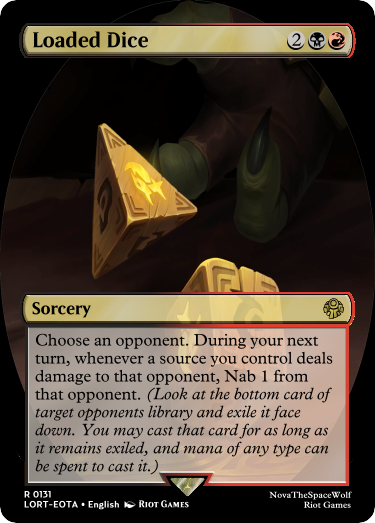 Loaded Dice 2
Sorcery
Choose an opponent. During your next
turn, whenever a source you control deals
damage to that opponent, Nab 1 from
that opponent. (Look at the bottom card of
target opponents library and exile it face
down. You may cast that card for as long as
it remains exiled, and mana of any type can
be spent to cast it.)
R 0131
LORT-EOTA • English Riot Games
NovaTheSpaceWolf
Riot Games